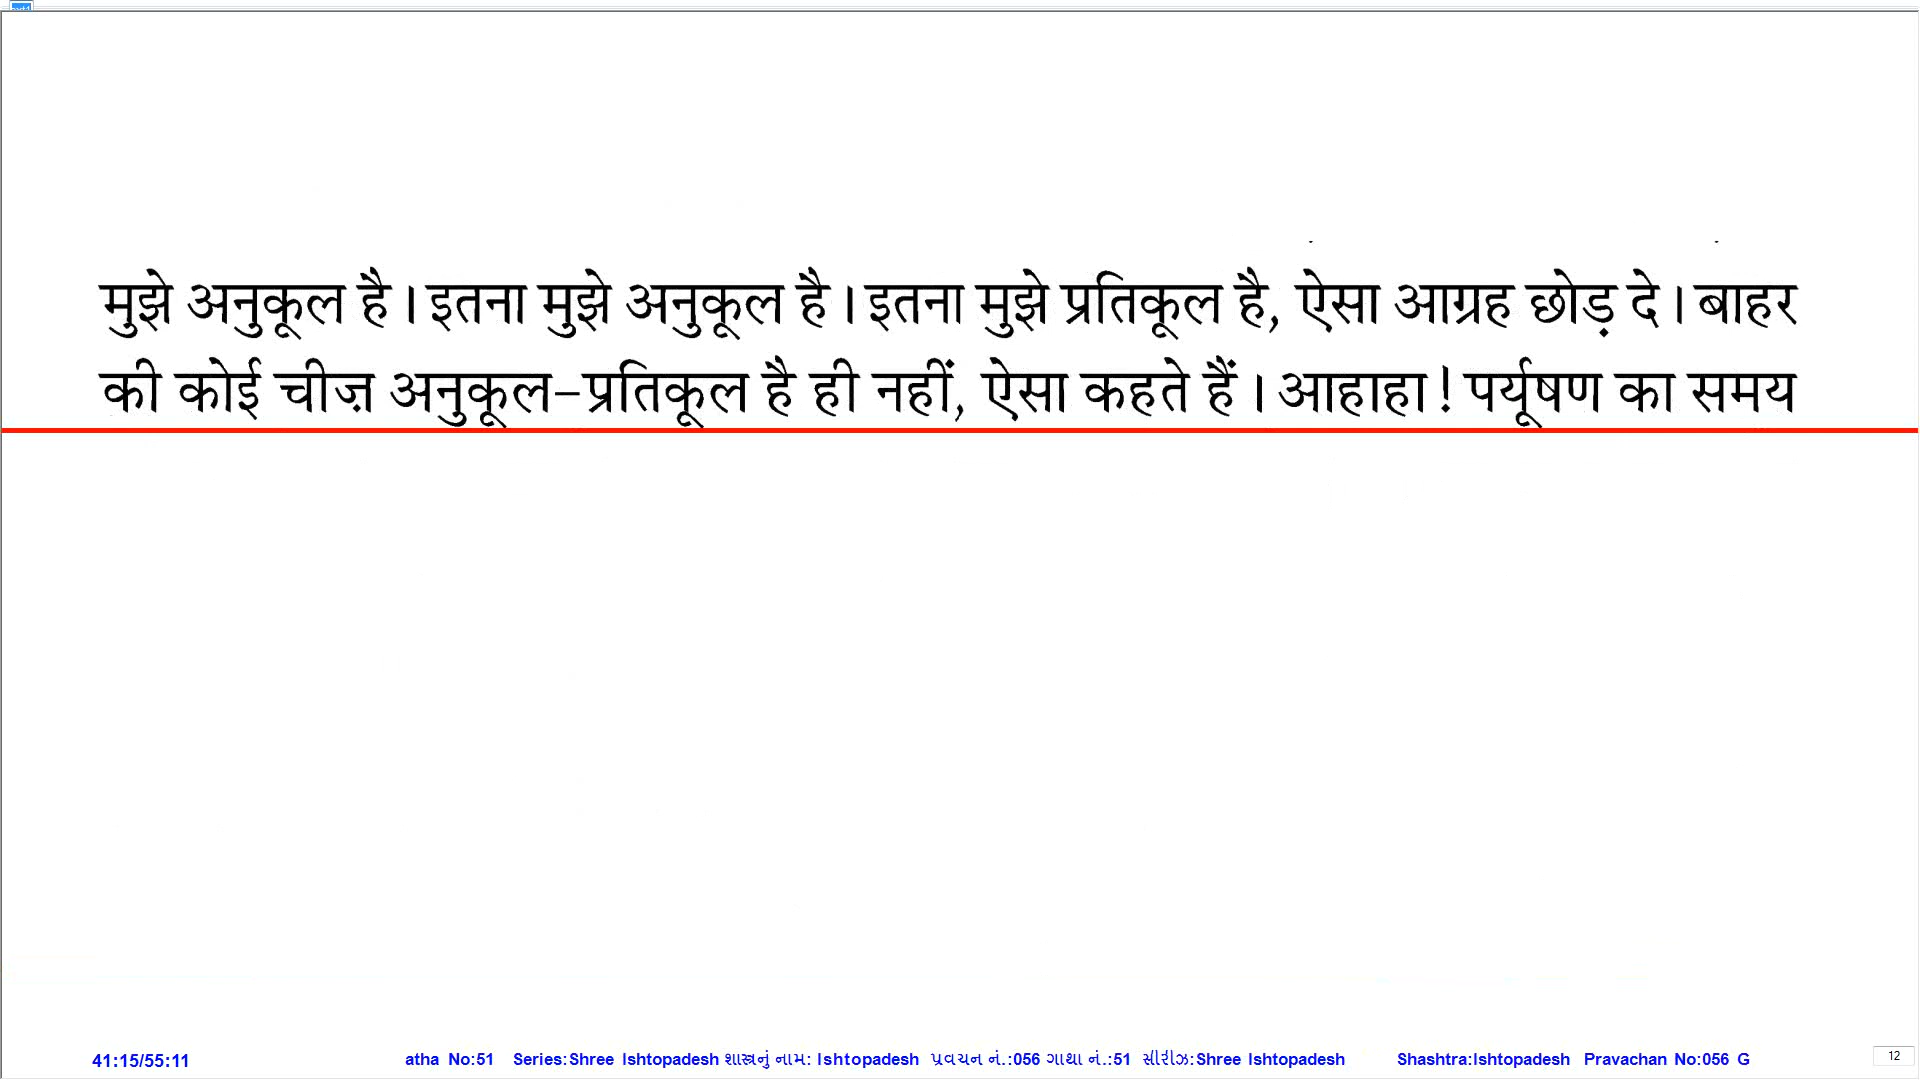 मुझे अनुकूल है। इतना मुझे अनुकूल है। इतना मुझे प्रतिकूल है, ऐसा आग्रह छोड़ दे। बाहर
की कोई चीज़ अनुकूल-प्रतिकूल है ही नहीं, ऐसा कहते हैं। आहाहा! पर्यूषण का समय
41:15/55:11 atha No:51 Series:Shree Ishtopadesh શાસ્ત્રનું નામ: Ishtopadesh પ્રવચન નં.:056 ગાથા નં.:51 સીરીઝ:Shree Ishtopadesh Shashtra:Ishtopadesh Pravachan No:056 G 12